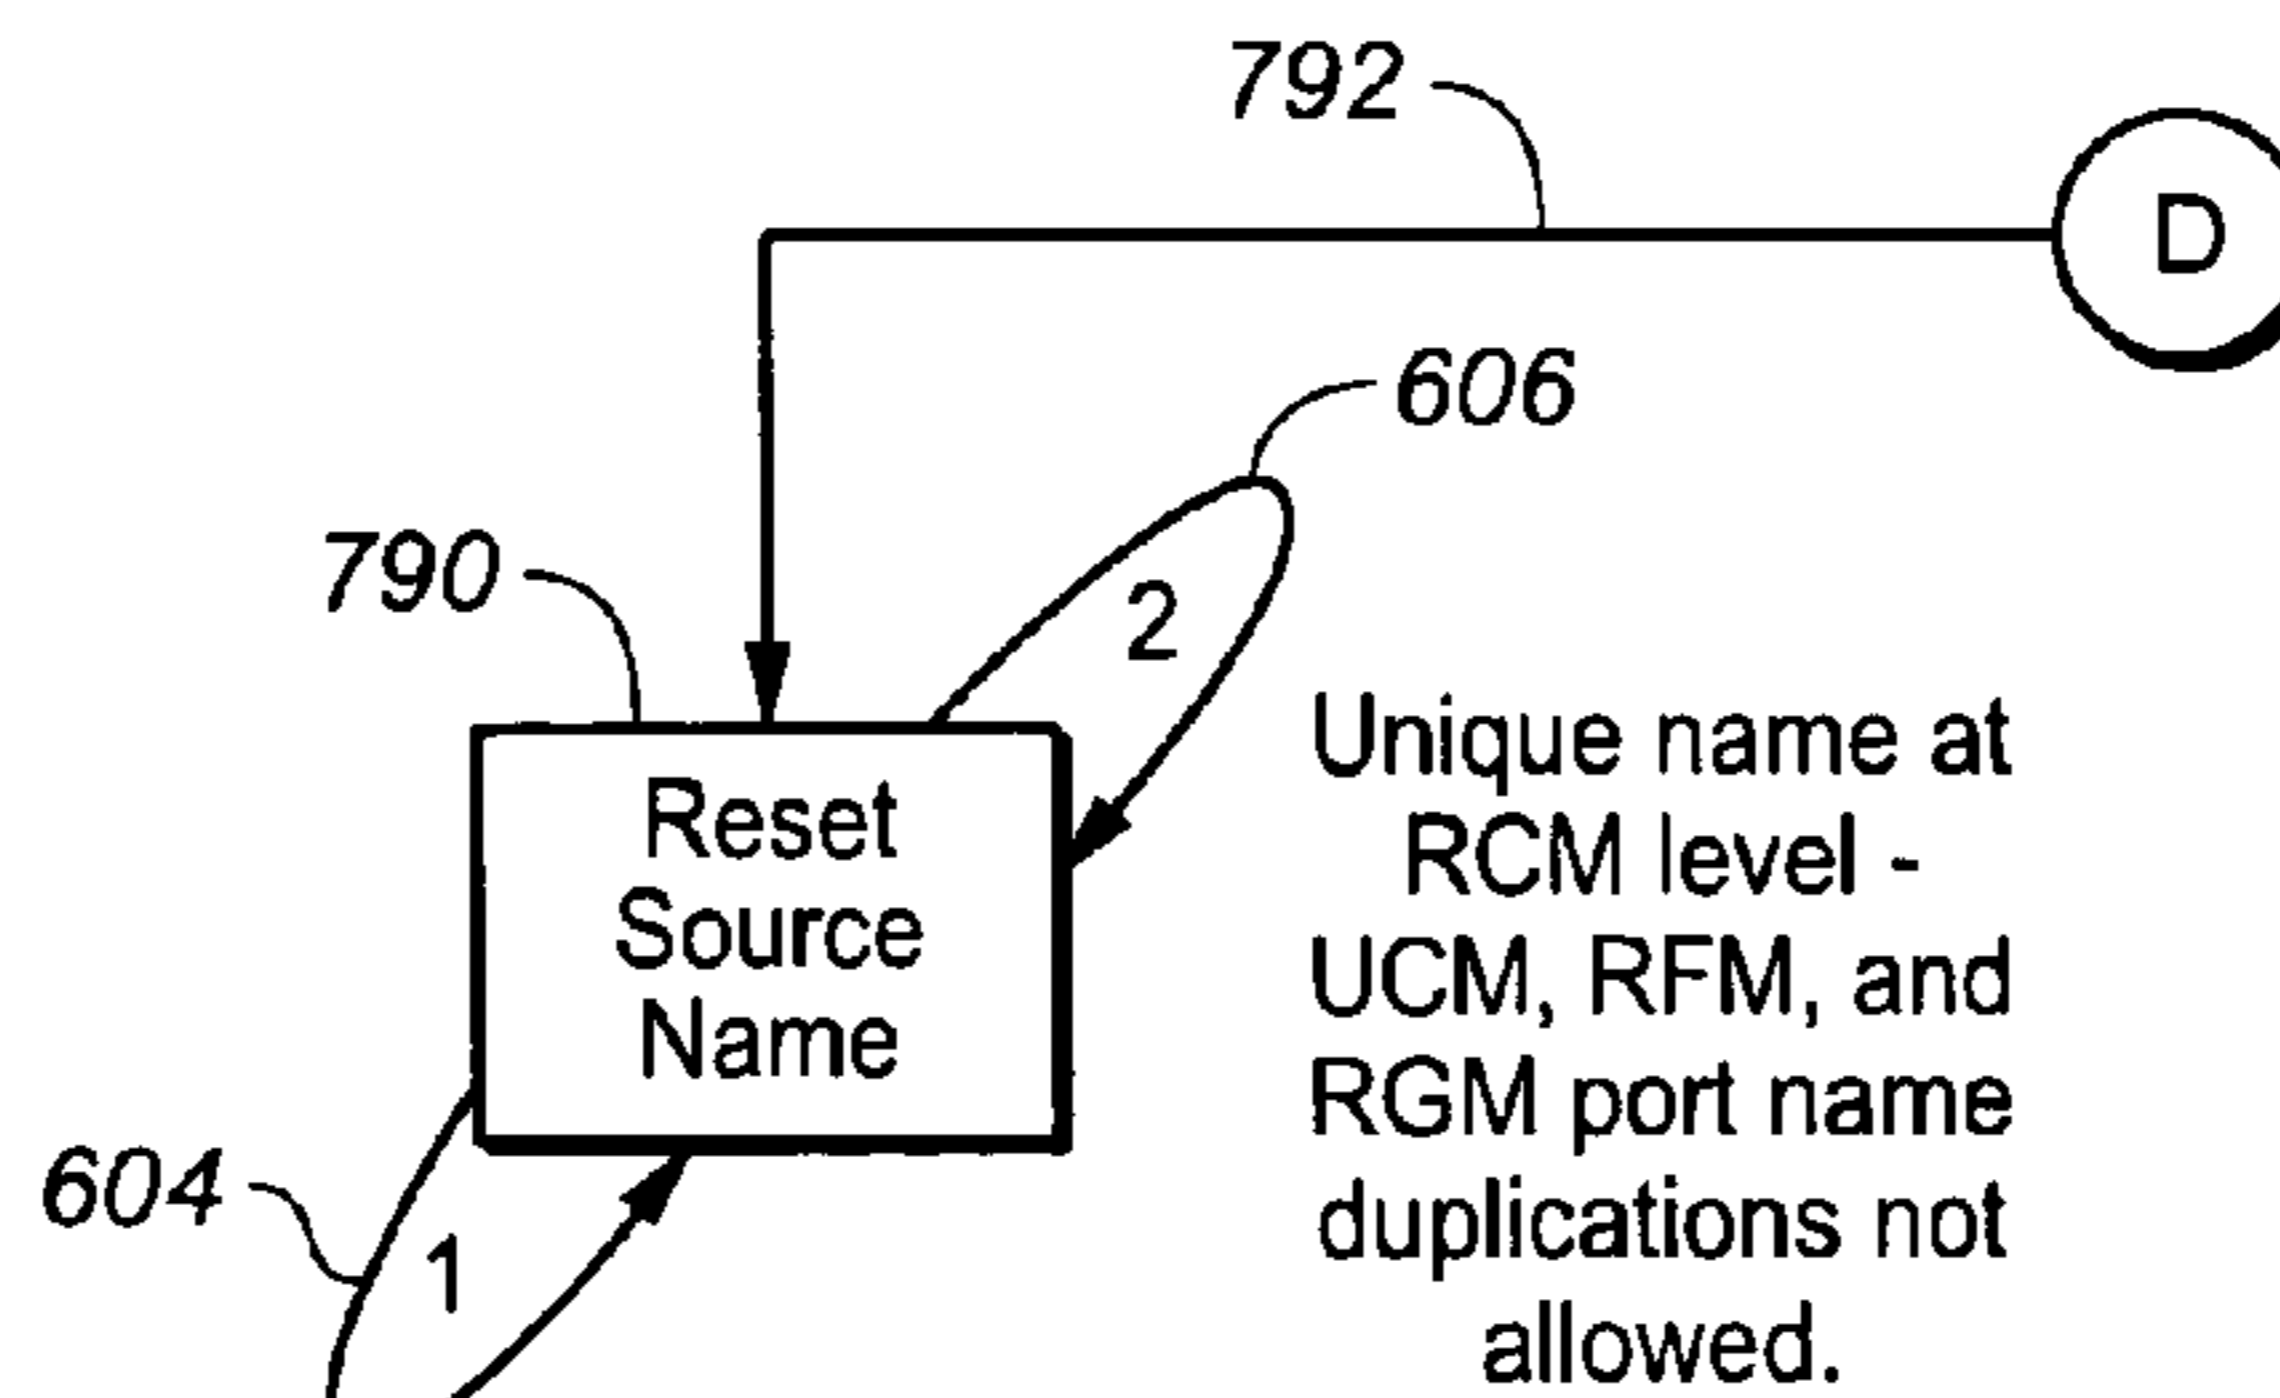 792
D
606
790
2
Reset
Source
Name
Unique name at
RCM level -
UCM, RFM, and
RGM port name
duplications not
allowed.
604
1